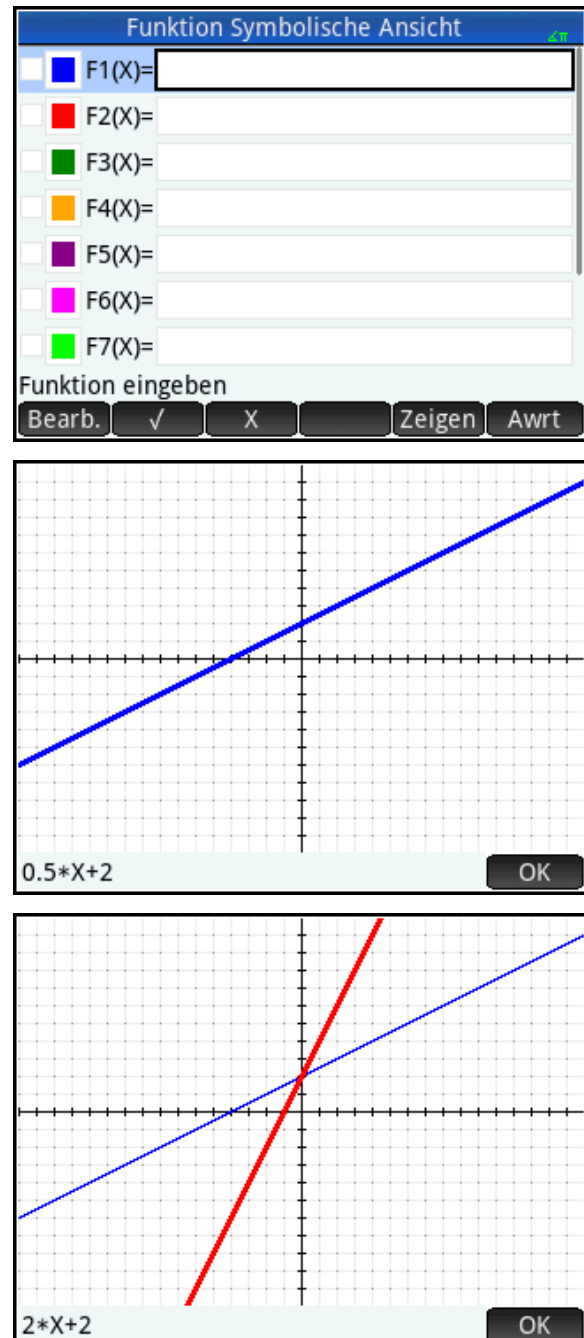 Funktion Symbolische Ansicht ∡π
F1(X)=
F2(X)=
F3(X)=
F4(X)=
F5(X)=
F6(X)=
F7(X)=
Funktion eingeben
Bearb. √ X Zeigen Awrt
0.5*X+2 OK
2*X+2 OK